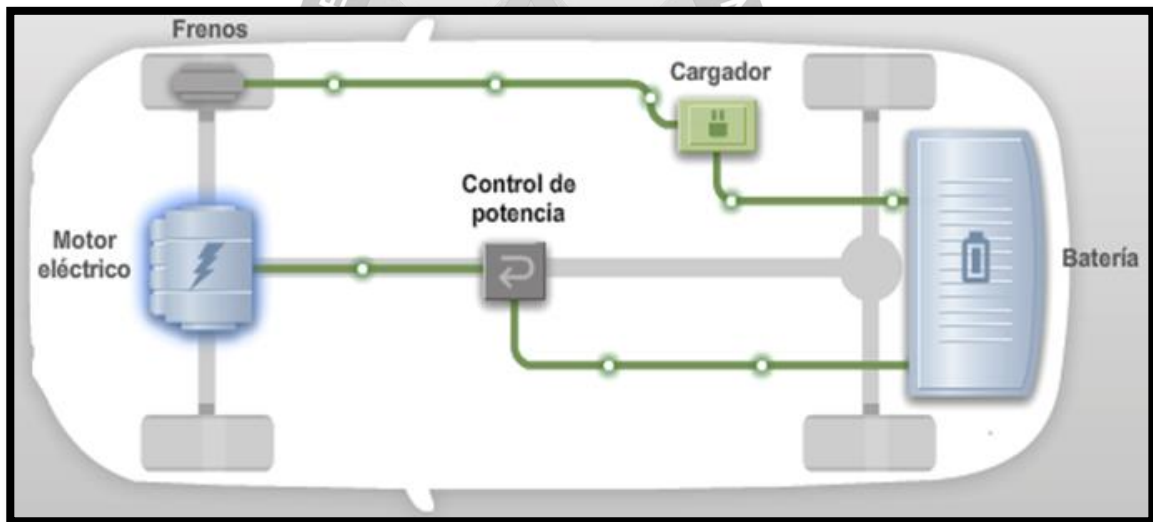 Frenos
Cargador
Control de
potencia
Motor
eléctrico
Batería